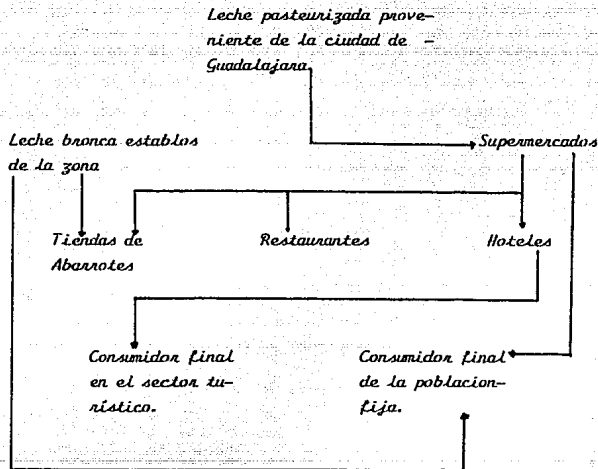 Leche pasteurizada prove-
niente de la ciudad de -
Guadalajara
Leche bronca establos
de la zona
Supermercados
Tiendas de
Abarrotes
Restaurantes
Hoteles
Consumidor final
en el sector tu-
rístico.
Consumidor final
de la poblacion-
fija.